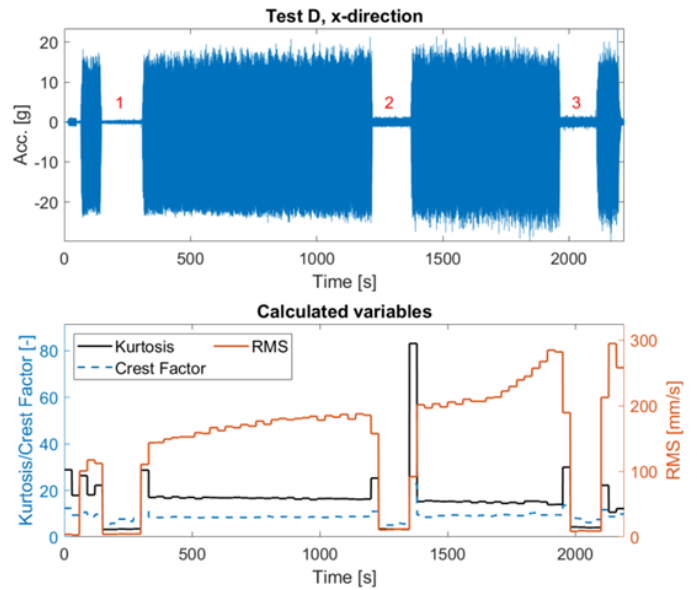 Test D, x-direction
20
10
0
-10
-20
Acc. [g]
1
2
3
0
500
1000
1500
2000
Time [s]
Calculated variables
80
60
40
20
0
Kurtosis/Crest Factor [-]
Kurtosis
RMS
Crest Factor
300
200
100
0
RMS [mm/s]
0
500
1000
1500
2000
Time [s]